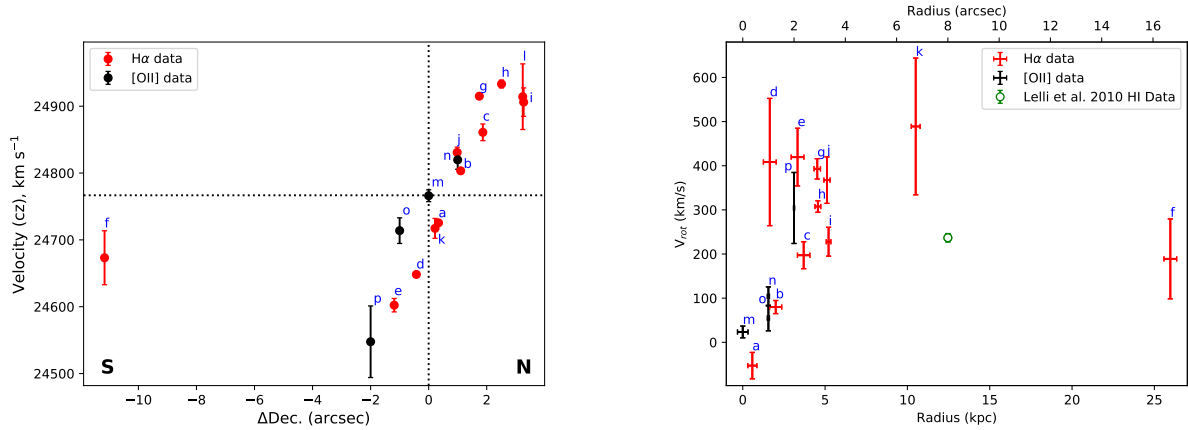 Hα data
[OII] data
l
h
g
i
c
j
n
b
m
o
a
k
f
d
e
p
S
N
24900
24800
24700
24600
24500
Velocity (cz), km s⁻¹
−10 −8 −6 −4 −2 0 2
ΔDec. (arcsec)
Radius (arcsec)
0 2 4 6 8 10 12 14 16
Hα data
[OII] data
Lelli et al. 2010 HI Data
k
d
e
g j
p
h
i
c
f
n
o b
m
a
600
500
400
300
200
100
0
V_rot (km/s)
0 5 10 15 20 25
Radius (kpc)